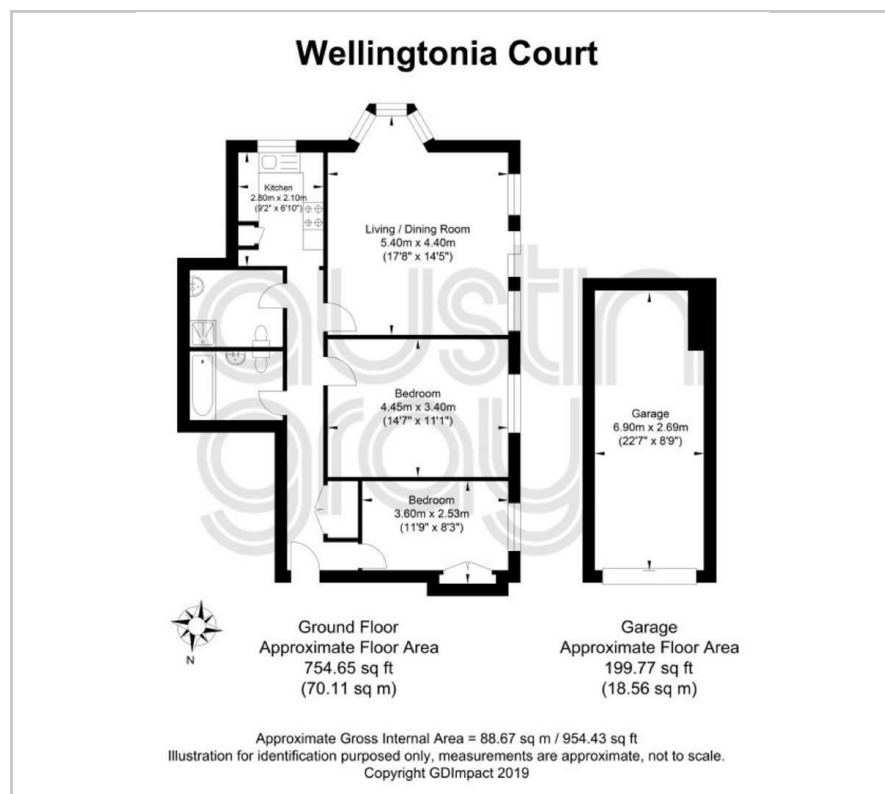 Wellingtonia Court
Kitchen
2.80m x 2.10m
(9'2" x 6'10")
Living / Dining Room
5.40m x 4.40m
(17'8" x 14'5")
austin
gray
Bedroom
4.45m x 3.40m
(14'7" x 11'1")
Bedroom
3.60m x 2.53m
(11'9" x 8'3")
Garage
6.90m x 2.69m
(22'7" x 8'9")
N
Ground Floor
Approximate Floor Area
754.65 sq ft
(70.11 sq m)
Garage
Approximate Floor Area
199.77 sq ft
(18.56 sq m)
Approximate Gross Internal Area = 88.67 sq m / 954.43 sq ft
Illustration for identification purposed only, measurements are approximate, not to scale.
Copyright GDImpact 2019